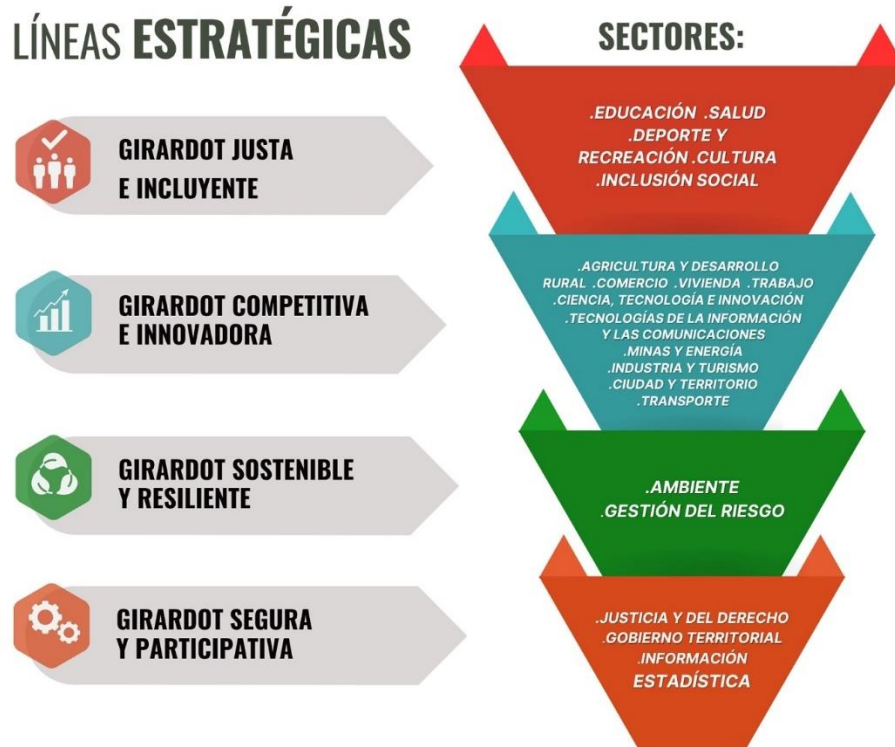 LÍNEAS ESTRATÉGICAS
GIRARDOT JUSTA
E INCLUYENTE
GIRARDOT COMPETITIVA
E INNOVADORA
GIRARDOT SOSTENIBLE
Y RESILIENTE
GIRARDOT SEGURA
Y PARTICIPATIVA
SECTORES:
.EDUCACIÓN .SALUD
.DEPORTE Y
RECREACIÓN .CULTURA
.INCLUSIÓN SOCIAL
.AGRICULTURA Y DESARROLLO
RURAL .COMERCIO .VIVIENDA .TRABAJO
.CIENCIA, TECNOLOGÍA E INNOVACIÓN
.TECNOLOGÍAS DE LA INFORMACIÓN
Y LAS COMUNICACIONES
.MINAS Y ENERGÍA
.INDUSTRIA Y TURISMO
.CIUDAD Y TERRITORIO
.TRANSPORTE
.AMBIENTE
.GESTIÓN DEL RIESGO
.JUSTICIA Y DEL DERECHO
.GOBIERNO TERRITORIAL
.INFORMACIÓN
ESTADÍSTICA